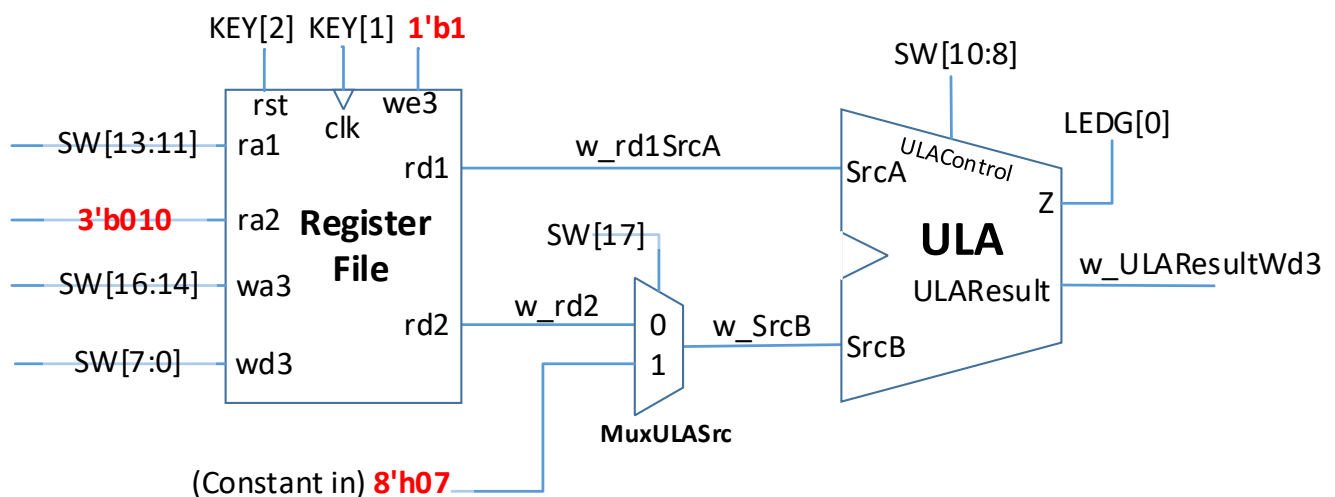 KEY[2] KEY[1] 1'b1
rst clk we3
SW[13:11] ra1
3'b010 ra2
SW[16:14] wa3
SW[7:0] wd3
Register
File
rd1
rd2
w_rd1SrcA
w_rd2
SW[17]
0
1
MuxULASrc
(Constant in) 8'h07
w_SrcB
SW[10:8]
ULAControl
SrcA
SrcB
ULA
Z
ULAResult
LEDG[0]
w_ULAResultWd3